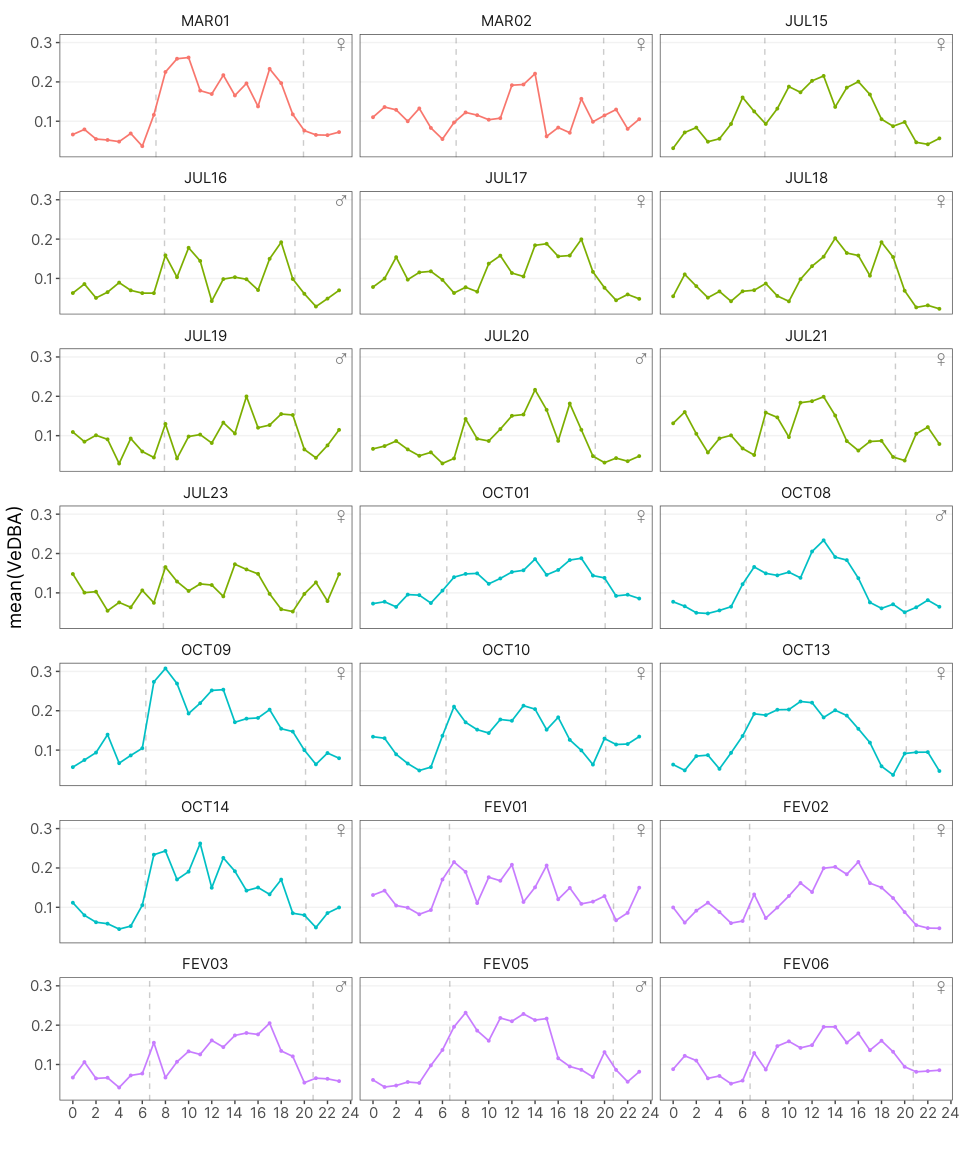 MAR01 MAR02 JUL15
0.3 ♀ ♀ ♀
0.2
0.1
JUL16 JUL17 JUL18
0.3 ♂ ♀ ♀
0.2
0.1
JUL19 JUL20 JUL21
0.3 ♂ ♂ ♀
0.2
0.1
JUL23 OCT01 OCT08
0.3 ♀ ♀ ♂
0.2
0.1
mean(VeDBA)
OCT09 OCT10 OCT13
0.3 ♀ ♀ ♀
0.2
0.1
OCT14 FEV01 FEV02
0.3 ♀ ♀ ♀
0.2
0.1
FEV03 FEV05 FEV06
0.3 ♂ ♂ ♀
0.2
0.1
0 2 4 6 8 10 12 14 16 18 20 22 24 0 2 4 6 8 10 12 14 16 18 20 22 24 0 2 4 6 8 10 12 14 16 18 20 22 24